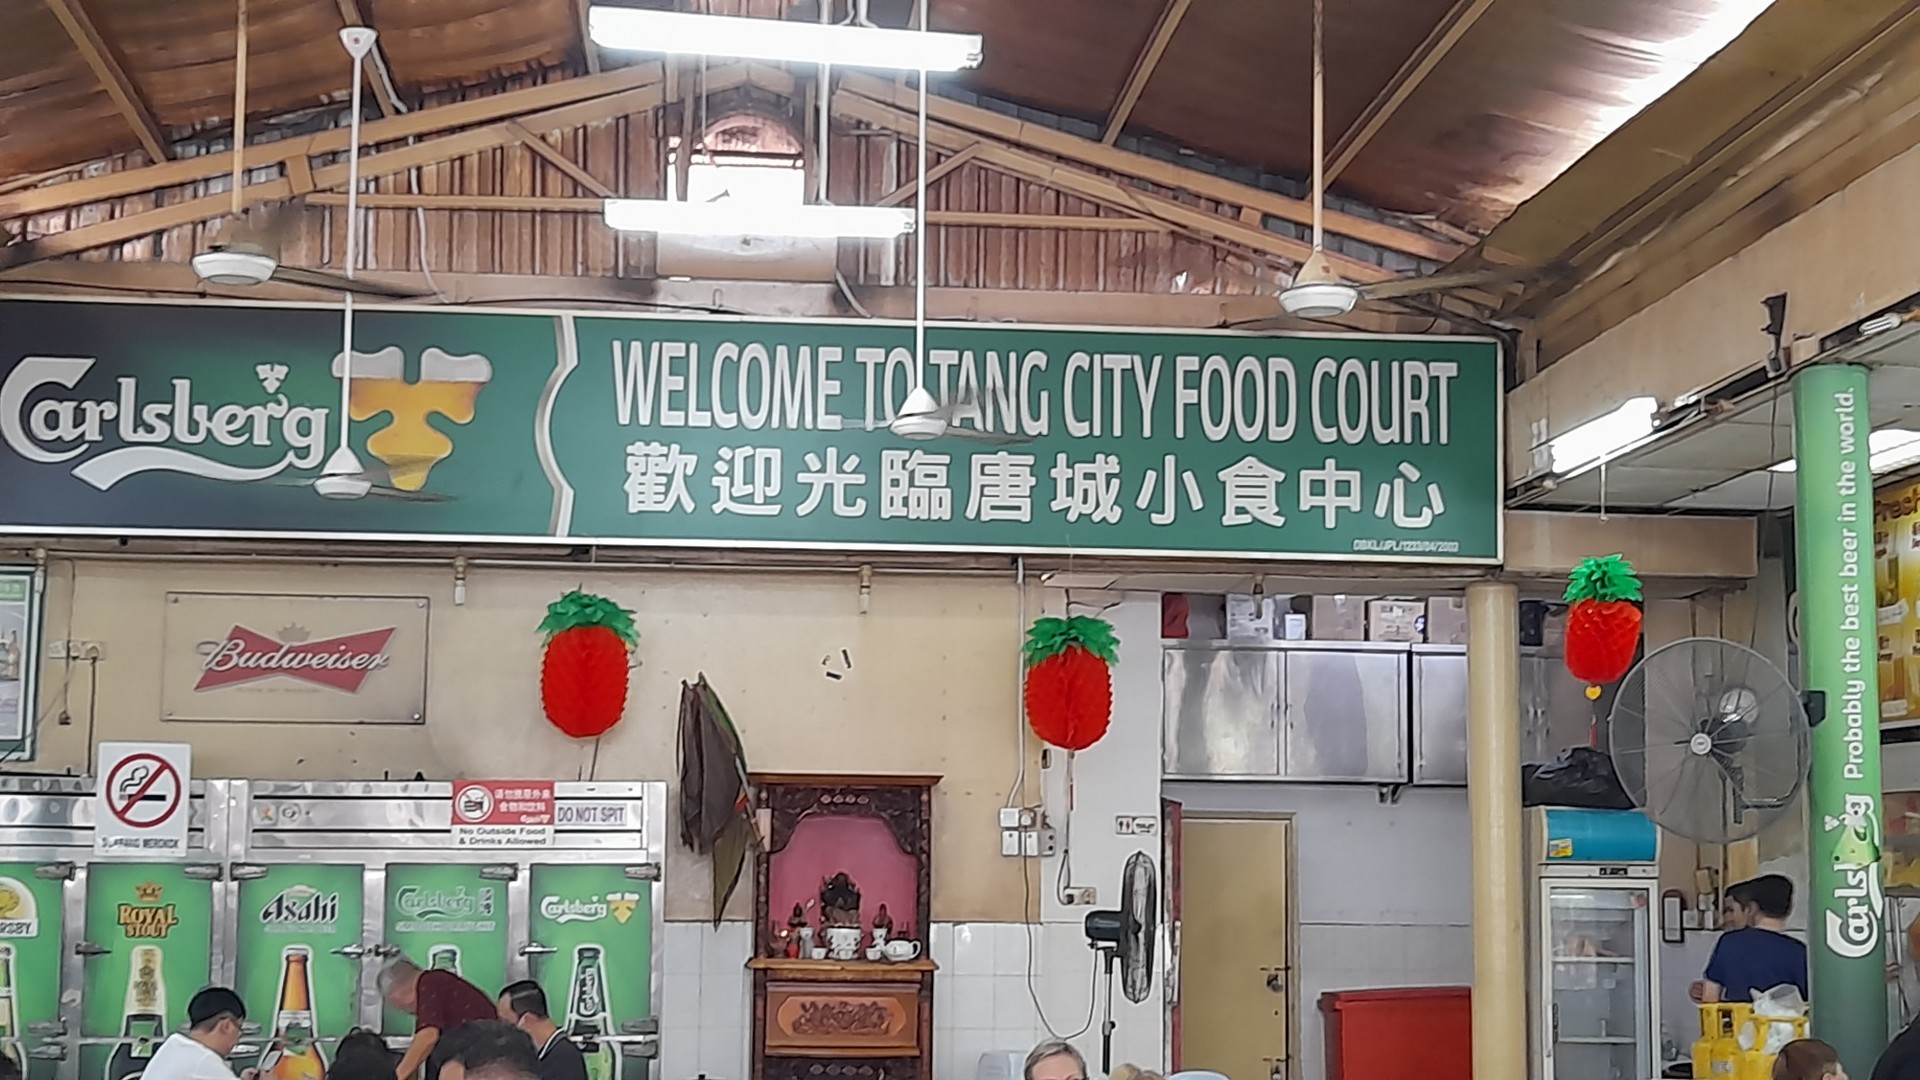 Carlsberg
WELCOME TO TANG CITY FOOD COURT
歡迎光臨唐城小食中心
Budweiser
DO NOT SPIT
No Outside Food
& Drinks Allowed
ROYAL
STOUT
Asahi
Carlsberg
Carlsberg
Probably the best beer in the world.
Carlsberg